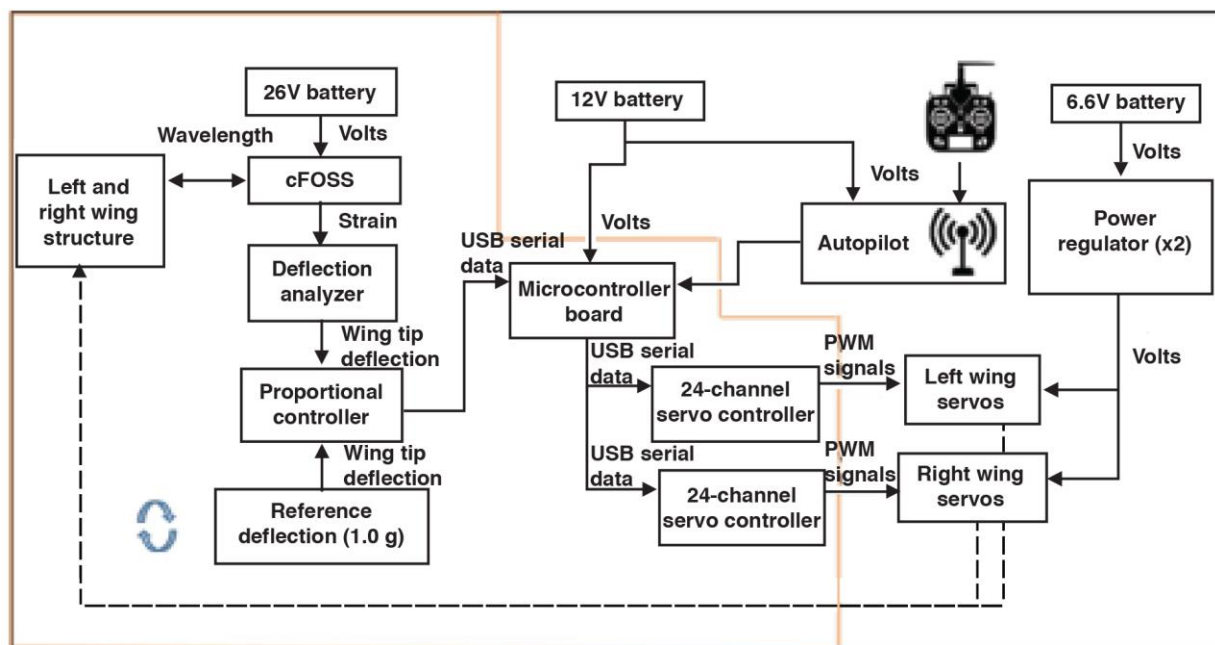 26V battery
Wavelength
Volts
Left and
right wing
structure
cFOSS
Strain
Deflection
analyzer
Wing tip
deflection
Proportional
controller
Wing tip
deflection
Reference
deflection (1.0 g)
12V battery
Volts
Volts
USB serial
data
Microcontroller
board
Autopilot
USB serial
data
24-channel
servo controller
PWM
signals
Left wing
servos
USB serial
data
24-channel
servo controller
PWM
signals
Right wing
servos
6.6V battery
Volts
Power
regulator (x2)
Volts